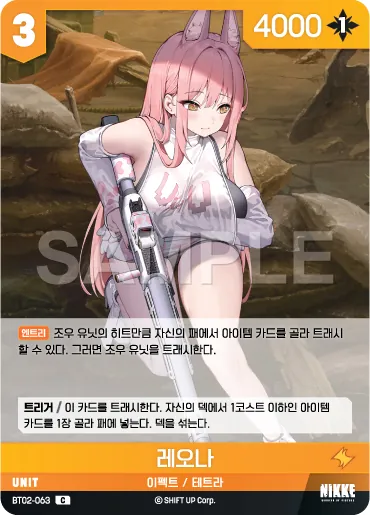 3
4000 1
SAMPLE
엔트리 조우 유닛의 히트만큼 자신의 패에서 아이템 카드를 골라 트래시
할 수 있다. 그러면 조우 유닛을 트래시한다.
트리거 / 이 카드를 트래시한다. 자신의 덱에서 1코스트 이하인 아이템
카드를 1장 골라 패에 넣는다. 덱을 섞는다.
레오나
UNIT
이펙트 / 테트라
NIKKE
BT02-063 C
© SHIFT UP Corp.